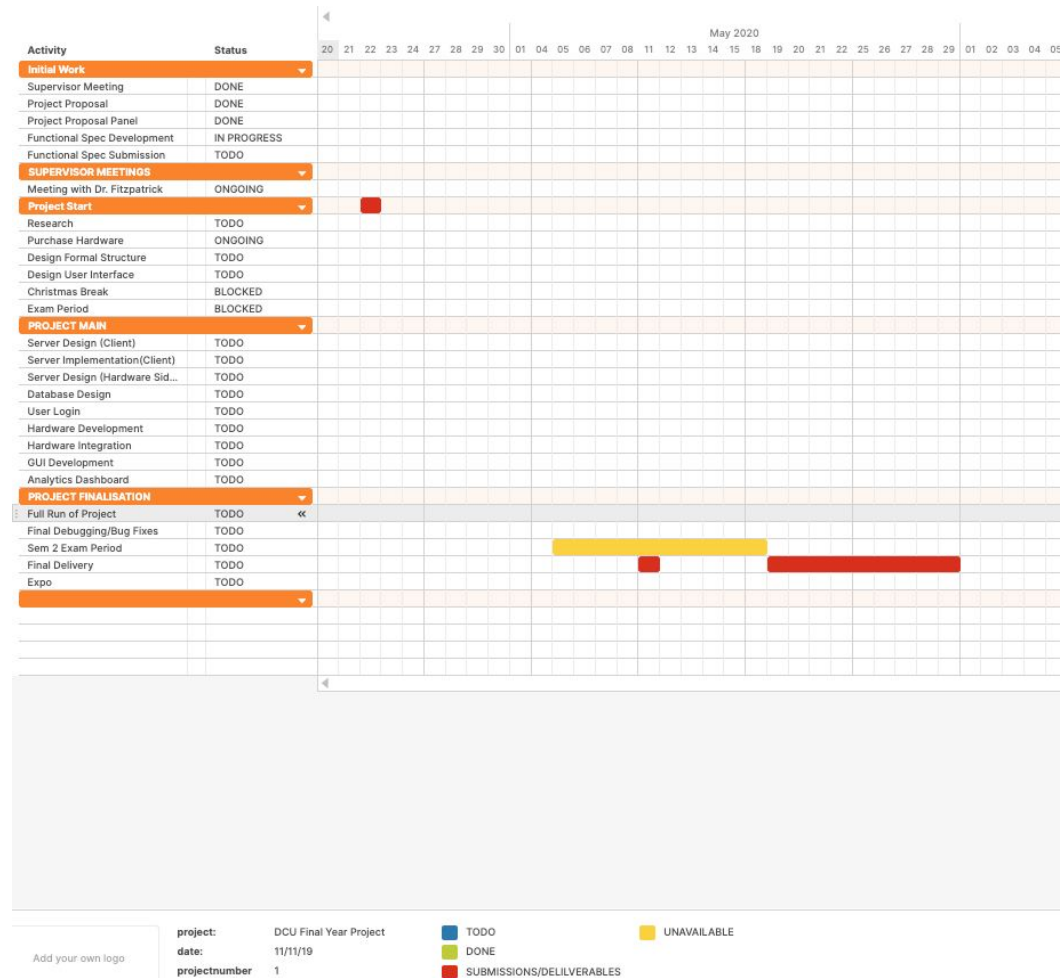 May 2020
Activity Status 20 21 22 23 24 27 28 29 30 01 04 05 06 07 08 11 12 13 14 15 18 19 20 21 22 25 26 27 28 29 01 02 03 04 05
Initial Work
Supervisor Meeting DONE
Project Proposal DONE
Project Proposal Panel DONE
Functional Spec Development IN PROGRESS
Functional Spec Submission TODO
SUPERVISOR MEETINGS
Meeting with Dr. Fitzpatrick ONGOING
Project Start
Research TODO
Purchase Hardware ONGOING
Design Formal Structure TODO
Design User Interface TODO
Christmas Break BLOCKED
Exam Period BLOCKED
PROJECT MAIN
Server Design (Client) TODO
Server Implementation(Client) TODO
Server Design (Hardware Sid... TODO
Database Design TODO
User Login TODO
Hardware Development TODO
Hardware Integration TODO
GUI Development TODO
Analytics Dashboard TODO
PROJECT FINALISATION
Full Run of Project TODO «
Final Debugging/Bug Fixes TODO
Sem 2 Exam Period TODO
Final Delivery TODO
Expo TODO
project: DCU Final Year Project TODO UNAVAILABLE
Add your own logo date: 11/11/19 DONE
projectnumber 1 SUBMISSIONS/DELILVERABLES